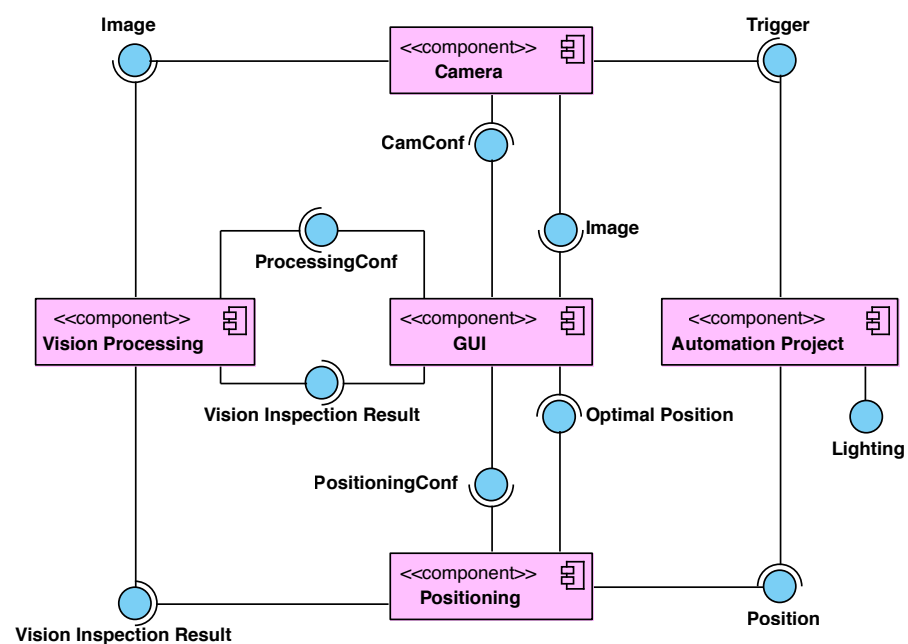 Image
Trigger
<<component>>
Camera
CamConf
Image
ProcessingConf
<<component>>
Vision Processing
<<component>>
GUI
<<component>>
Automation Project
Vision Inspection Result
Optimal Position
Lighting
PositioningConf
<<component>>
Positioning
Position
Vision Inspection Result